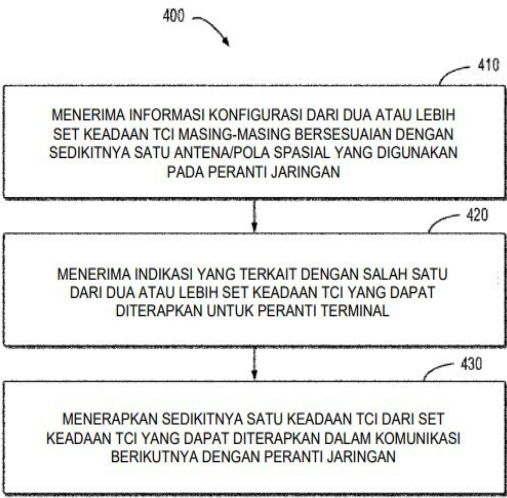 400
410
MENERIMA INFORMASI KONFIGURASI DARI DUA ATAU LEBIH
SET KEADAAN TCI MASING-MASING BERSESUAIAN DENGAN
SEDIKITNYA SATU ANTENA/POLA SPASIAL YANG DIGUNAKAN
PADA PERANTI JARINGAN
420
MENERIMA INDIKASI YANG TERKAIT DENGAN SALAH SATU
DARI DUA ATAU LEBIH SET KEADAAN TCI YANG DAPAT
DITERAPKAN UNTUK PERANTI TERMINAL
430
MENERAPKAN SEDIKITNYA SATU KEADAAN TCI DARI SET
KEADAAN TCI YANG DAPAT DITERAPKAN DALAM KOMUNIKASI
BERIKUTNYA DENGAN PERANTI JARINGAN